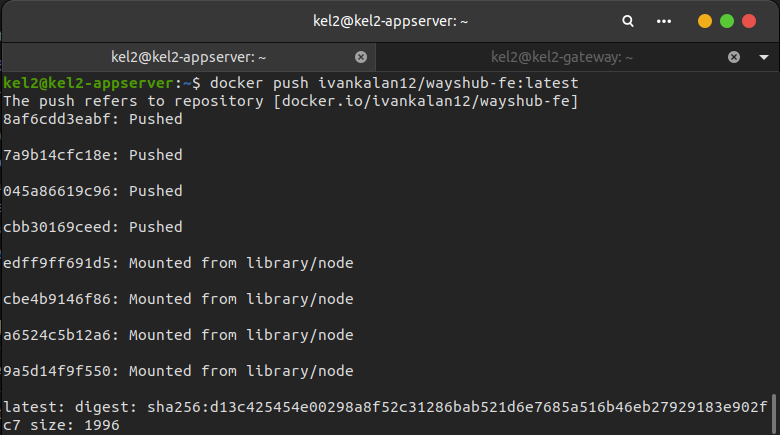 kel2@kel2-appserver: ~
kel2@kel2-appserver: ~
kel2@kel2-gateway: ~
kel2@kel2-appserver:~$ docker push ivankalan12/wayshub-fe:latest
The push refers to repository [docker.io/ivankalan12/wayshub-fe]
8af6cdd3eabf: Pushed
7a9b14cfc18e: Pushed
045a86619c96: Pushed
cbb30169ceed: Pushed
edff9ff691d5: Mounted from library/node
cbe4b9146f86: Mounted from library/node
a6524c5b12a6: Mounted from library/node
9a5d14f9f550: Mounted from library/node
latest: digest: sha256:d13c425454e00298a8f52c31286bab521d6e7685a516b46eb27929183e902f
c7 size: 1996